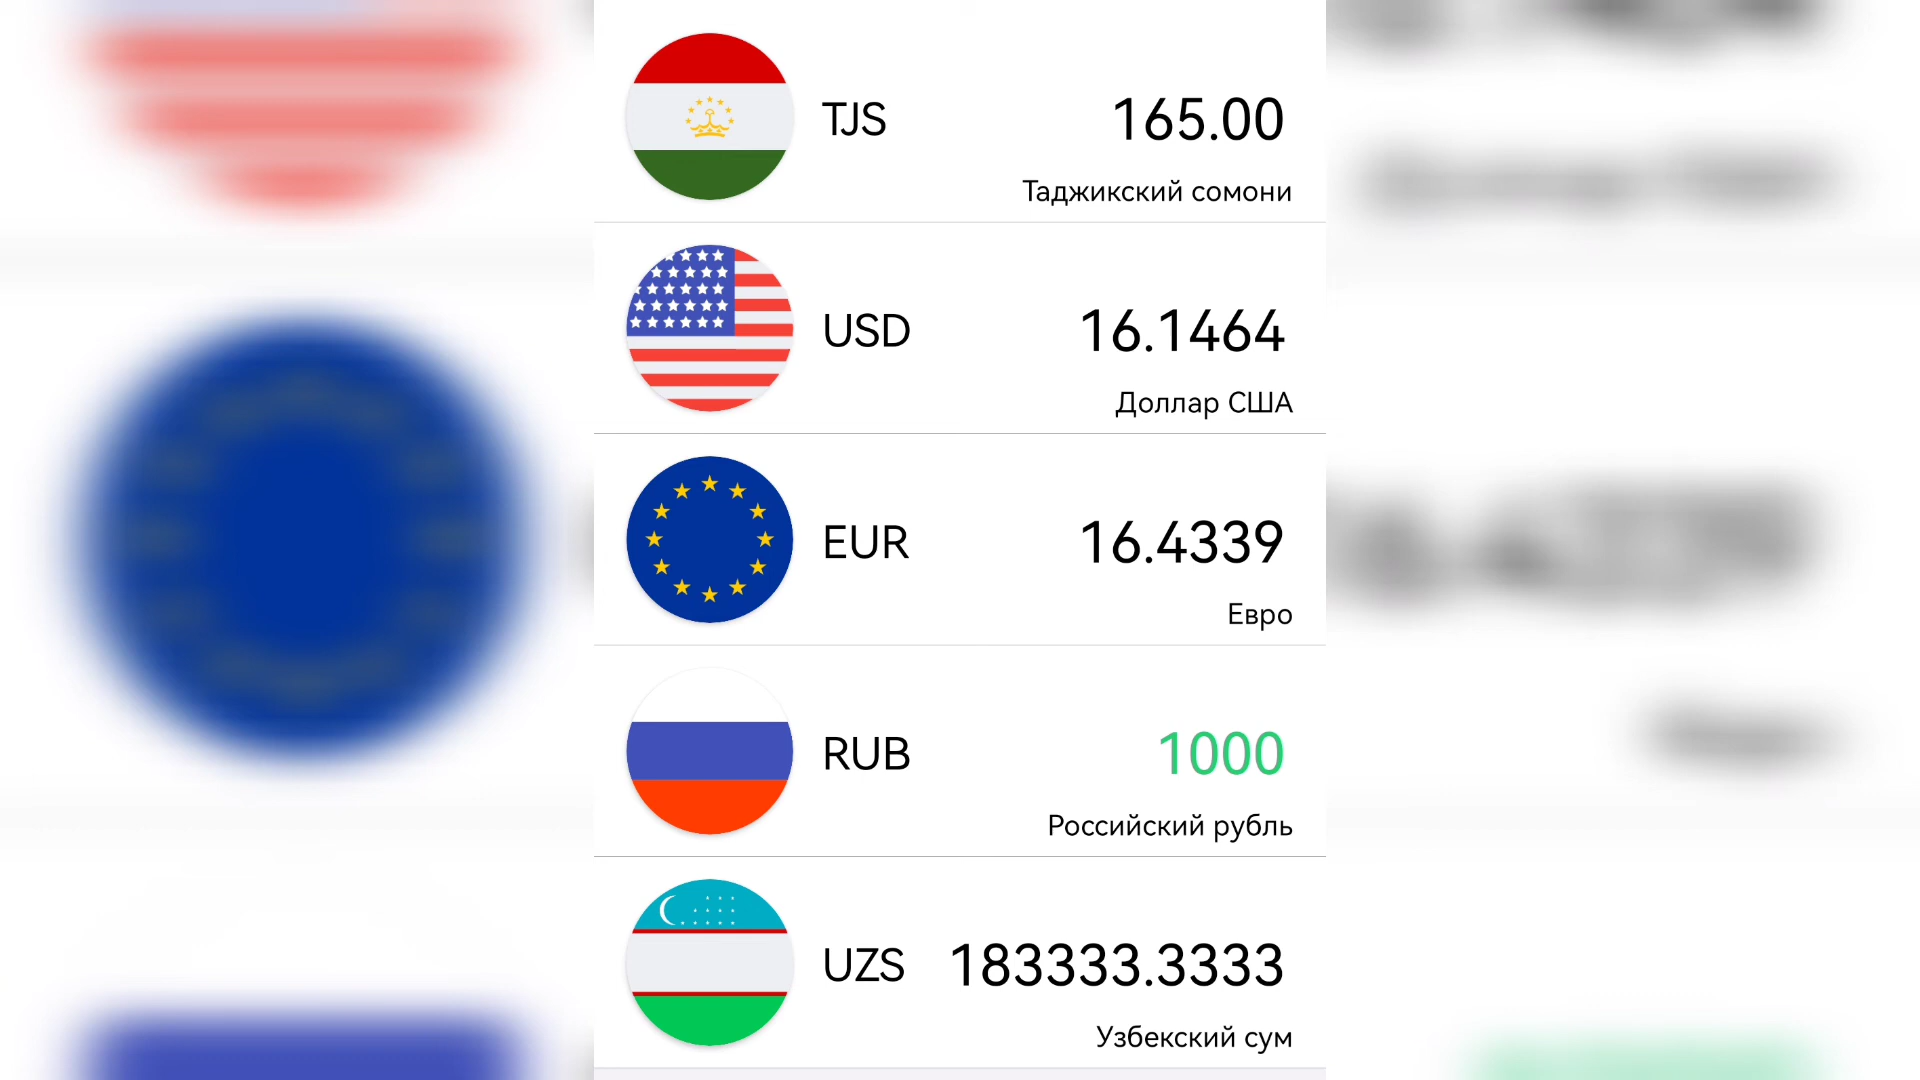 TJS 165.00
Таджикский сомони
USD 16.1464
Доллар США
EUR 16.4339
Евро
RUB 1000
Российский рубль
UZS 183333.3333
Узбекский сум